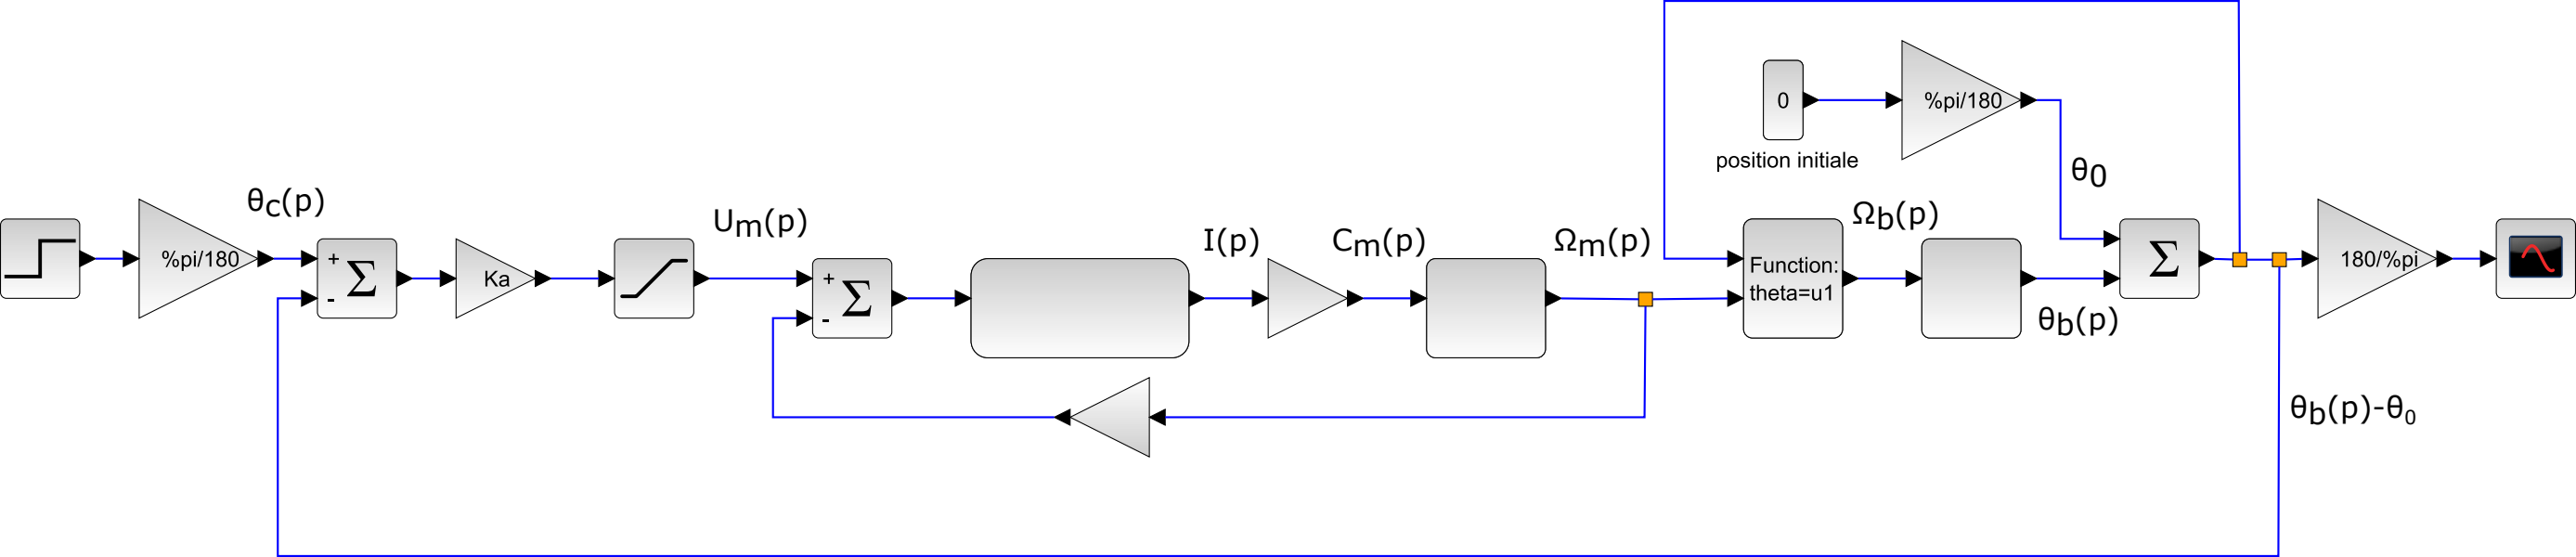 %pi/180
θc(p)
+
-
Σ
Ka
Um(p)
+
-
Σ
I(p)
Cm(p)
Ωm(p)
0
position initiale
%pi/180
θ0
Function:
theta=u1
Ωb(p)
θb(p)
Σ
180/%pi
θb(p)-θ0